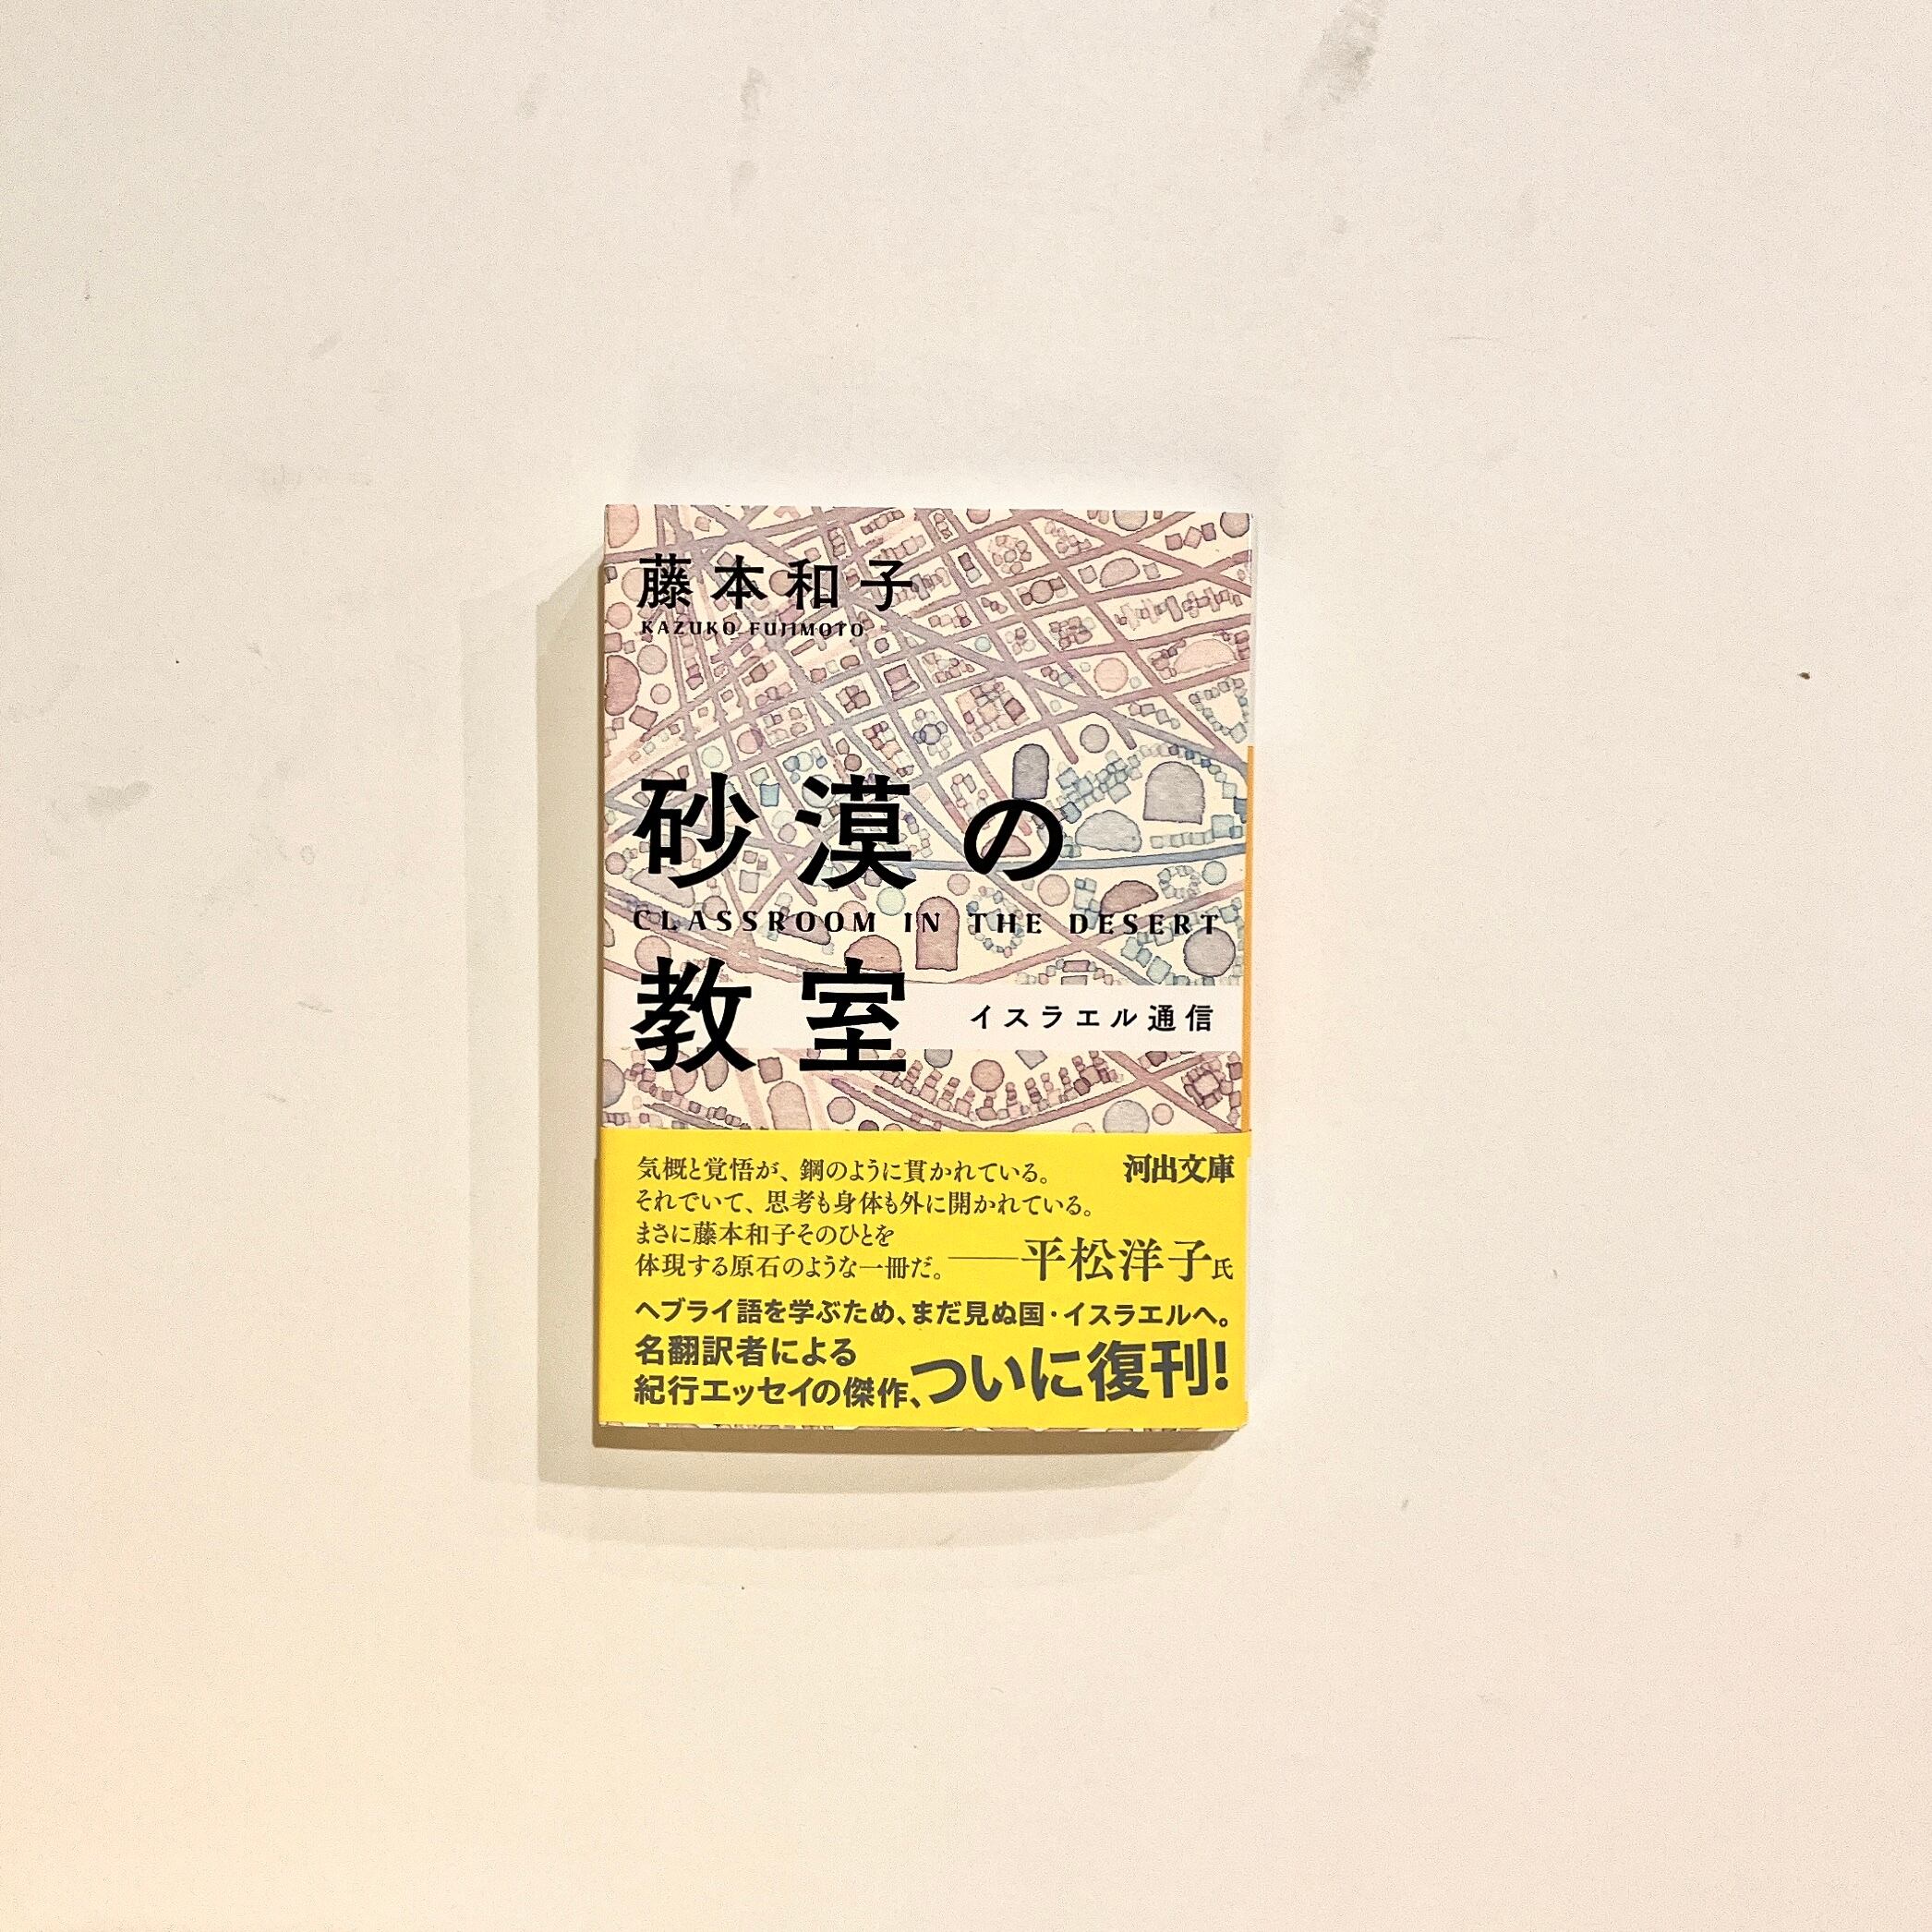 藤本和子
KAZUKO FUJIMOTO
砂漠の
CLASSROOM IN THE DESERT
教室
イスラエル通信
気概と覚悟が、鋼のように貫かれている。
それでいて、思考も身体も外に開かれている。
まさに藤本和子そのひとを
体現する原石のような一冊だ。――平松洋子氏
河出文庫
ヘブライ語を学ぶため、まだ見ぬ国・イスラエルへ。
名翻訳者による
紀行エッセイの傑作、ついに復刊!